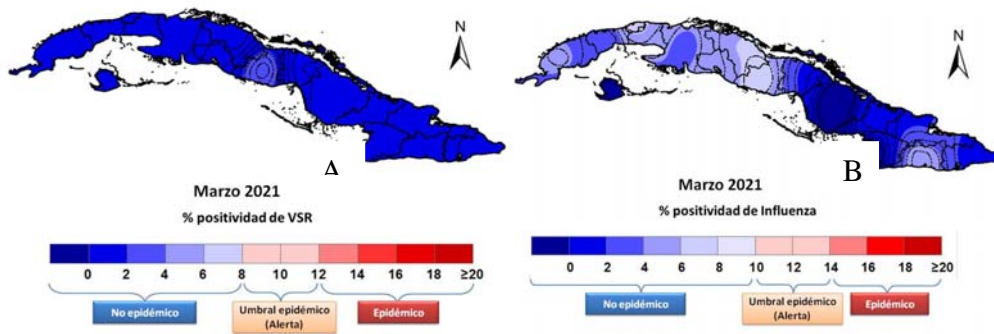 N
A
Marzo 2021
% positividad de VSR
0 2 4 6 8 10 12 14 16 18 ≥20
No epidémico
Umbral epidémico
(Alerta)
Epidémico
N
B
Marzo 2021
% positividad de Influenza
0 2 4 6 8 10 12 14 16 18 ≥20
No epidémico
Umbral epidémico
(Alerta)
Epidémico